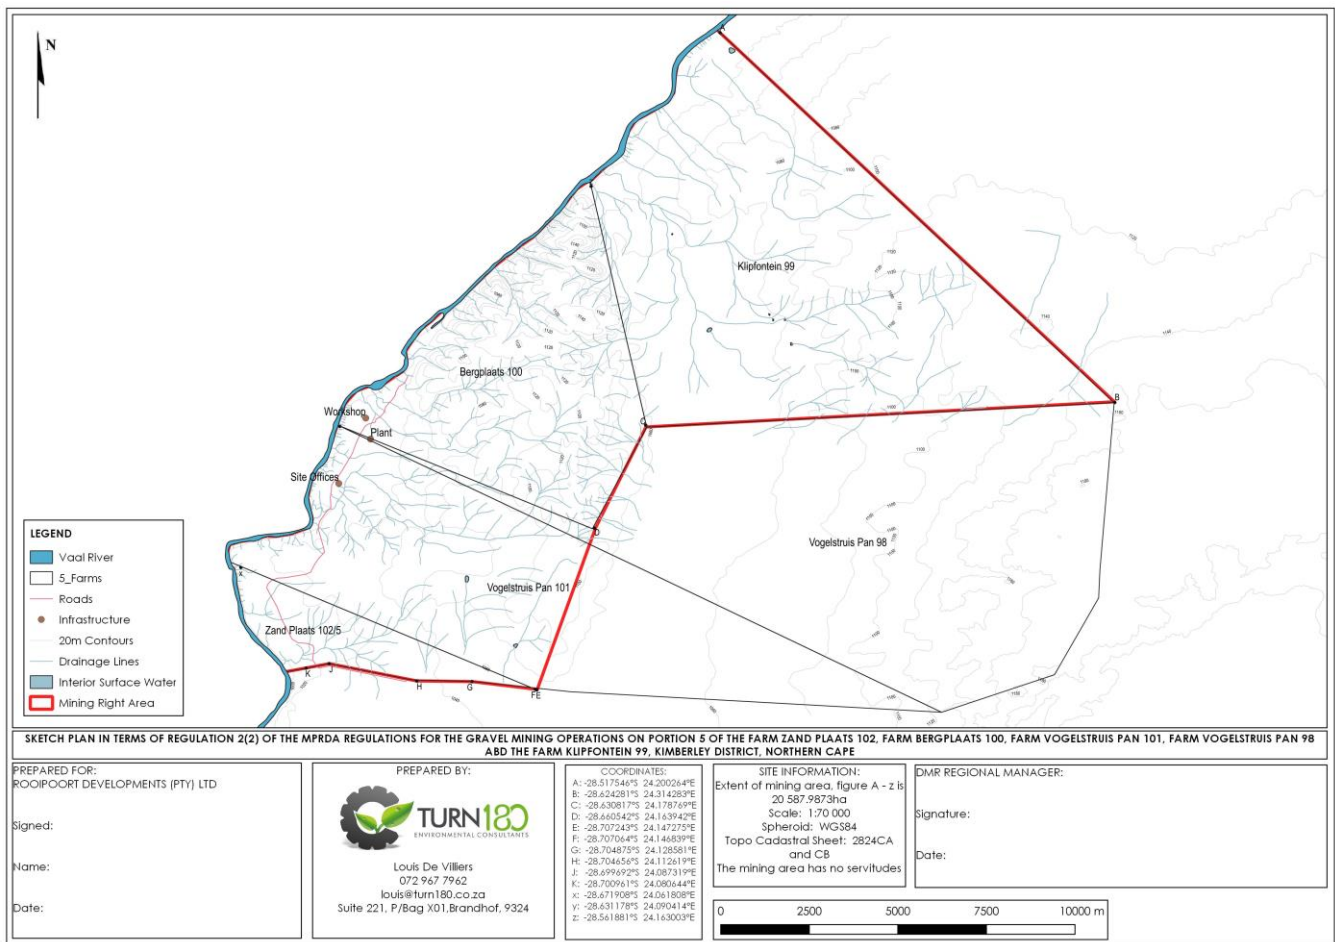 N
A
Klipfontein 99
Bergplaats 100
B
C
Workshop
Plant
Site Offices
D
Vogelstruis Pan 98
Vogelstruis Pan 101
x
Zand Plaats 102/5
K
J
H
G
FE
LEGEND
Vaal River
5_Farms
Roads
Infrastructure
20m Contours
Drainage Lines
Interior Surface Water
Mining Right Area
SKETCH PLAN IN TERMS OF REGULATION 2(2) OF THE MPRDA REGULATIONS FOR THE GRAVEL MINING OPERATIONS ON PORTION 5 OF THE FARM ZAND PLAATS 102, FARM BERGPLAATS 100, FARM VOGELSTRUIS PAN 101, FARM VOGELSTRUIS PAN 98
ABD THE FARM KLIPFONTEIN 99, KIMBERLEY DISTRICT, NORTHERN CAPE
PREPARED FOR:
ROOIPOORT DEVELOPMENTS (PTY) LTD
Signed:
Name:
Date:
PREPARED BY:
TURN180
ENVIRONMENTAL CONSULTANTS
Louis De Villiers
072 967 7962
louis@turn180.co.za
Suite 221, P/Bag X01,Brandhof, 9324
COORDINATES:
A: -28.517546°S 24.200264°E
B: -28.624281°S 24.314283°E
C: -28.630817°S 24.178769°E
D: -28.660542°S 24.163942°E
E: -28.707243°S 24.147275°E
F: -28.707064°S 24.146839°E
G: -28.704875°S 24.128581°E
H: -28.704656°S 24.112619°E
J: -28.699692°S 24.087319°E
K: -28.700961°S 24.080644°E
x: -28.671908°S 24.061808°E
y: -28.631178°S 24.090414°E
z: -28.561881°S 24.163003°E
SITE INFORMATION:
Extent of mining area, figure A - z is
20 587.9873ha
Scale: 1:70 000
Spheroid: WGS84
Topo Cadastral Sheet: 2824CA
and CB
The mining area has no servitudes
DMR REGIONAL MANAGER:
Signature:
Date:
0 2500 5000 7500 10000 m